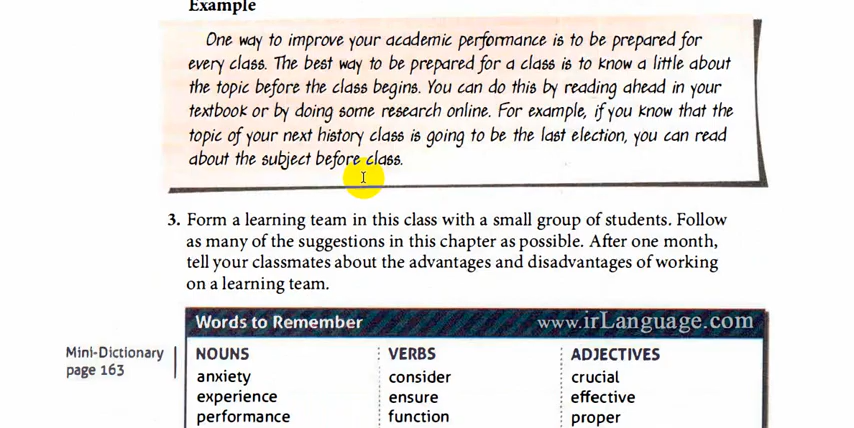 Example
One way to improve your academic performance is to be prepared for
every class. The best way to be prepared for a class is to know a little about
the topic before the class begins. You can do this by reading ahead in your
textbook or by doing some research online. For example, if you know that the
topic of your next history class is going to be the last election, you can read
about the subject before class.
3. Form a learning team in this class with a small group of students. Follow
as many of the suggestions in this chapter as possible. After one month,
tell your classmates about the advantages and disadvantages of working
on a learning team.
Words to Remember www.irLanguage.com
Mini-Dictionary
page 163
NOUNS VERBS ADJECTIVES
anxiety consider crucial
experience ensure effective
performance function proper